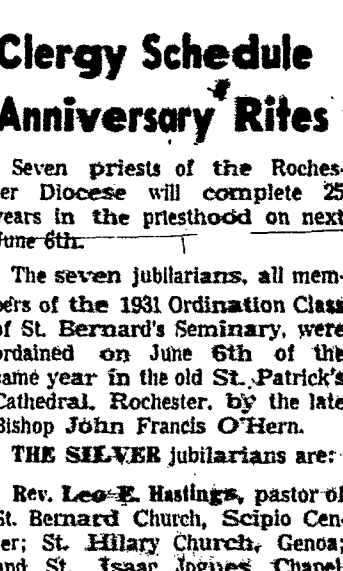 Clergy Schedule
Anniversary Rites
Seven priests of the Roches-
er Diocese will complete 25
years in the priesthood on next
June 6th.
The seven jubilarians, all mem-
bers of the 1931 Ordination Class
of St. Bernard's Seminary, were
ordained on June 6th of the
same year in the old St. Patrick's
Cathedral, Rochester, by the late
Bishop John Francis O'Hern.
THE SILVER jubilarians are:
Rev. Leo E. Hastings, pastor of
St. Bernard Church, Scipio Cen-
er; St. Hilary Church, Genoa;
and St. Isaac Jogues Chapel